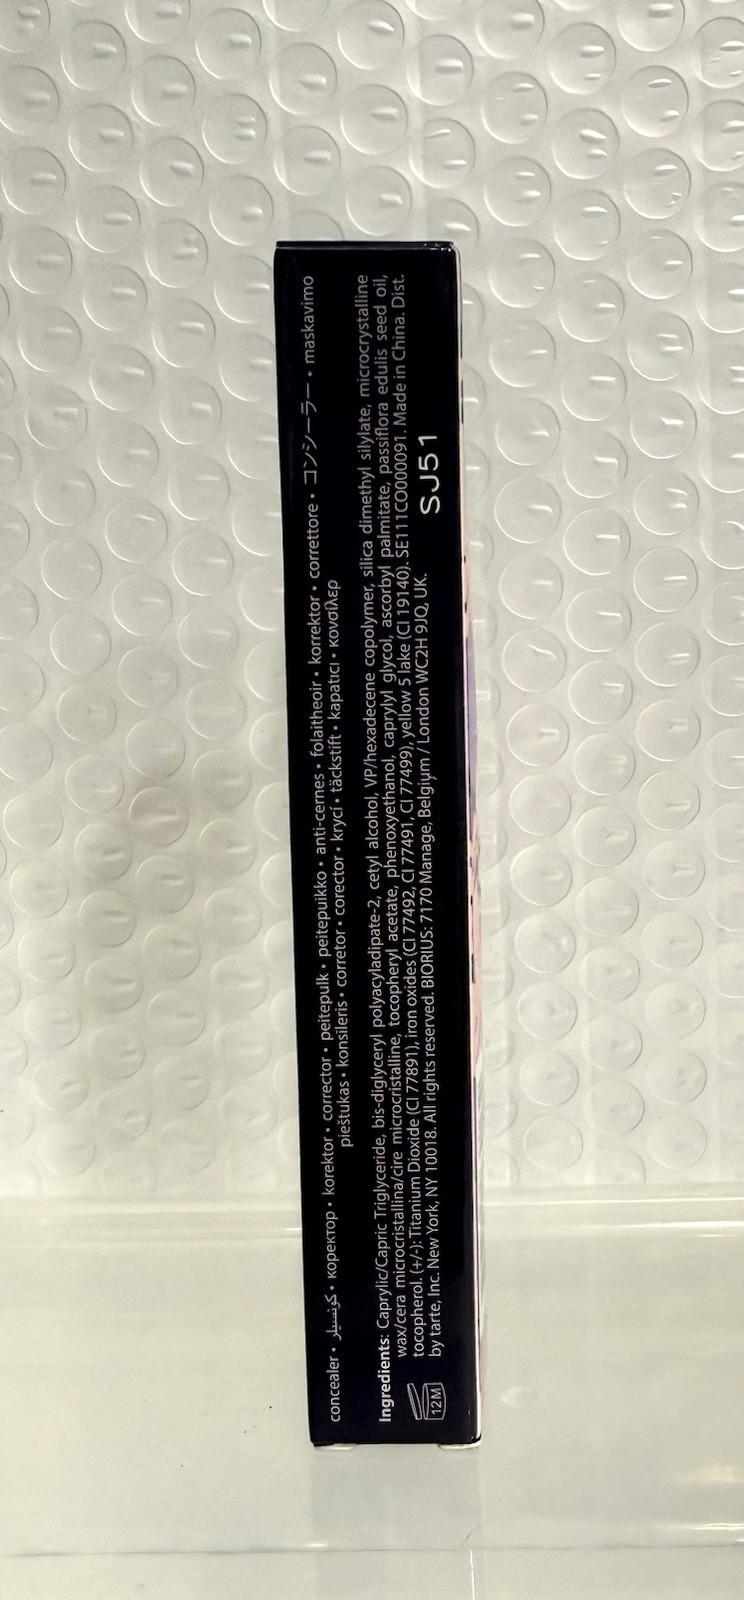 concealer • كونسيلر • коректор • korektor • corrector • peitepulk • peitepuikko • anti-cernes • folaitheoir • korrektor • correttore • コンシーラー • maskavimo
pieštukas • konsileris • corretor • corector • krycí • täckstift • kapatıcı • κονσίλερ
Ingredients: Caprylic/Capric Triglyceride, bis-diglyceryl polyacyladipate-2, cetyl alcohol, VP/hexadecene copolymer, silica dimethyl silylate, microcrystalline
wax/cera microcristallina/cire microcristalline, tocopheryl acetate, phenoxyethanol, caprylyl glycol, ascorbyl palmitate, passiflora edulis seed oil,
tocopherol. (+/-): Titanium Dioxide (CI 77891), iron oxides (CI 77492, CI 77491, CI 77499), yellow 5 lake (CI 19140). SE111CO000091. Made in China. Dist.
by tarte, Inc. New York, NY 10018. All rights reserved. BIORIUS: 7170 Manage, Belgium / London WC2H 9JQ, UK.
12M
SJ51